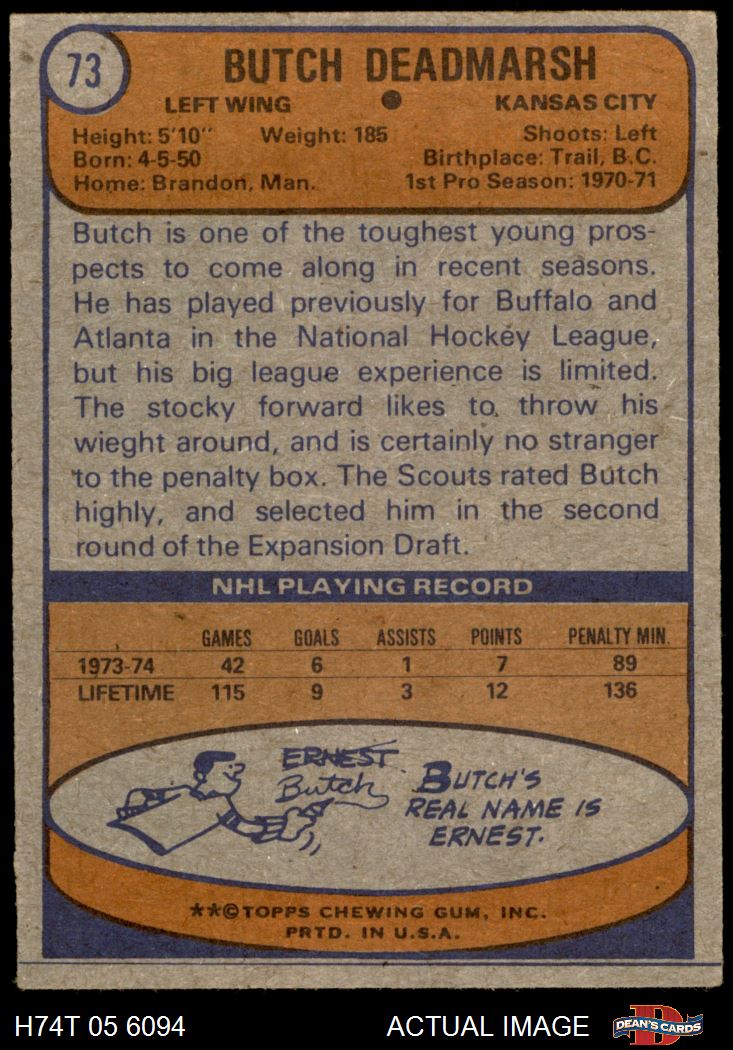 73
BUTCH DEADMARSH
LEFT WING ● KANSAS CITY
Height: 5'10" Weight: 185 Shoots: Left
Born: 4-5-50 Birthplace: Trail, B.C.
Home: Brandon, Man. 1st Pro Season: 1970-71
Butch is one of the toughest young pros-
pects to come along in recent seasons.
He has played previously for Buffalo and
Atlanta in the National Hockey League,
but his big league experience is limited.
The stocky forward likes to throw his
wieght around, and is certainly no stranger
to the penalty box. The Scouts rated Butch
highly, and selected him in the second
round of the Expansion Draft.
NHL PLAYING RECORD
GAMES GOALS ASSISTS POINTS PENALTY MIN.
1973-74 42 6 1 7 89
LIFETIME 115 9 3 12 136
ERNEST
Butch
BUTCH'S
REAL NAME IS
ERNEST.
**©TOPPS CHEWING GUM, INC.
PRTD. IN U.S.A.
H74T 05 6094 ACTUAL IMAGE DEAN'S CARDS